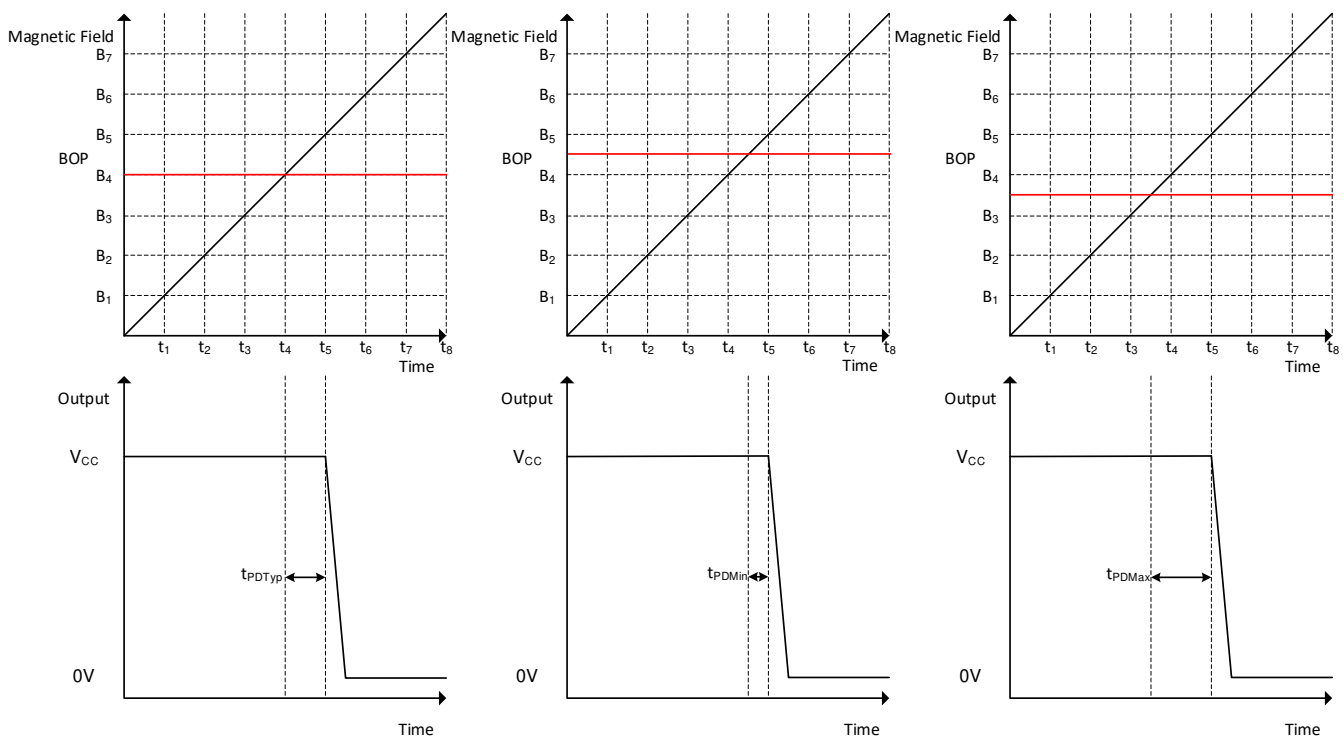 Magnetic Field
B7
B6
B5
BOP
B4
B3
B2
B1
t1 t2 t3 t4 t5 t6 t7 t8
Time
Output
VCC
tPDTyp
0V
Time
Magnetic Field
B7
B6
B5
BOP
B4
B3
B2
B1
t1 t2 t3 t4 t5 t6 t7 t8
Time
Output
VCC
tPDMin
0V
Time
Magnetic Field
B7
B6
B5
BOP
B4
B3
B2
B1
t1 t2 t3 t4 t5 t6 t7 t8
Time
Output
VCC
tPDMax
0V
Time